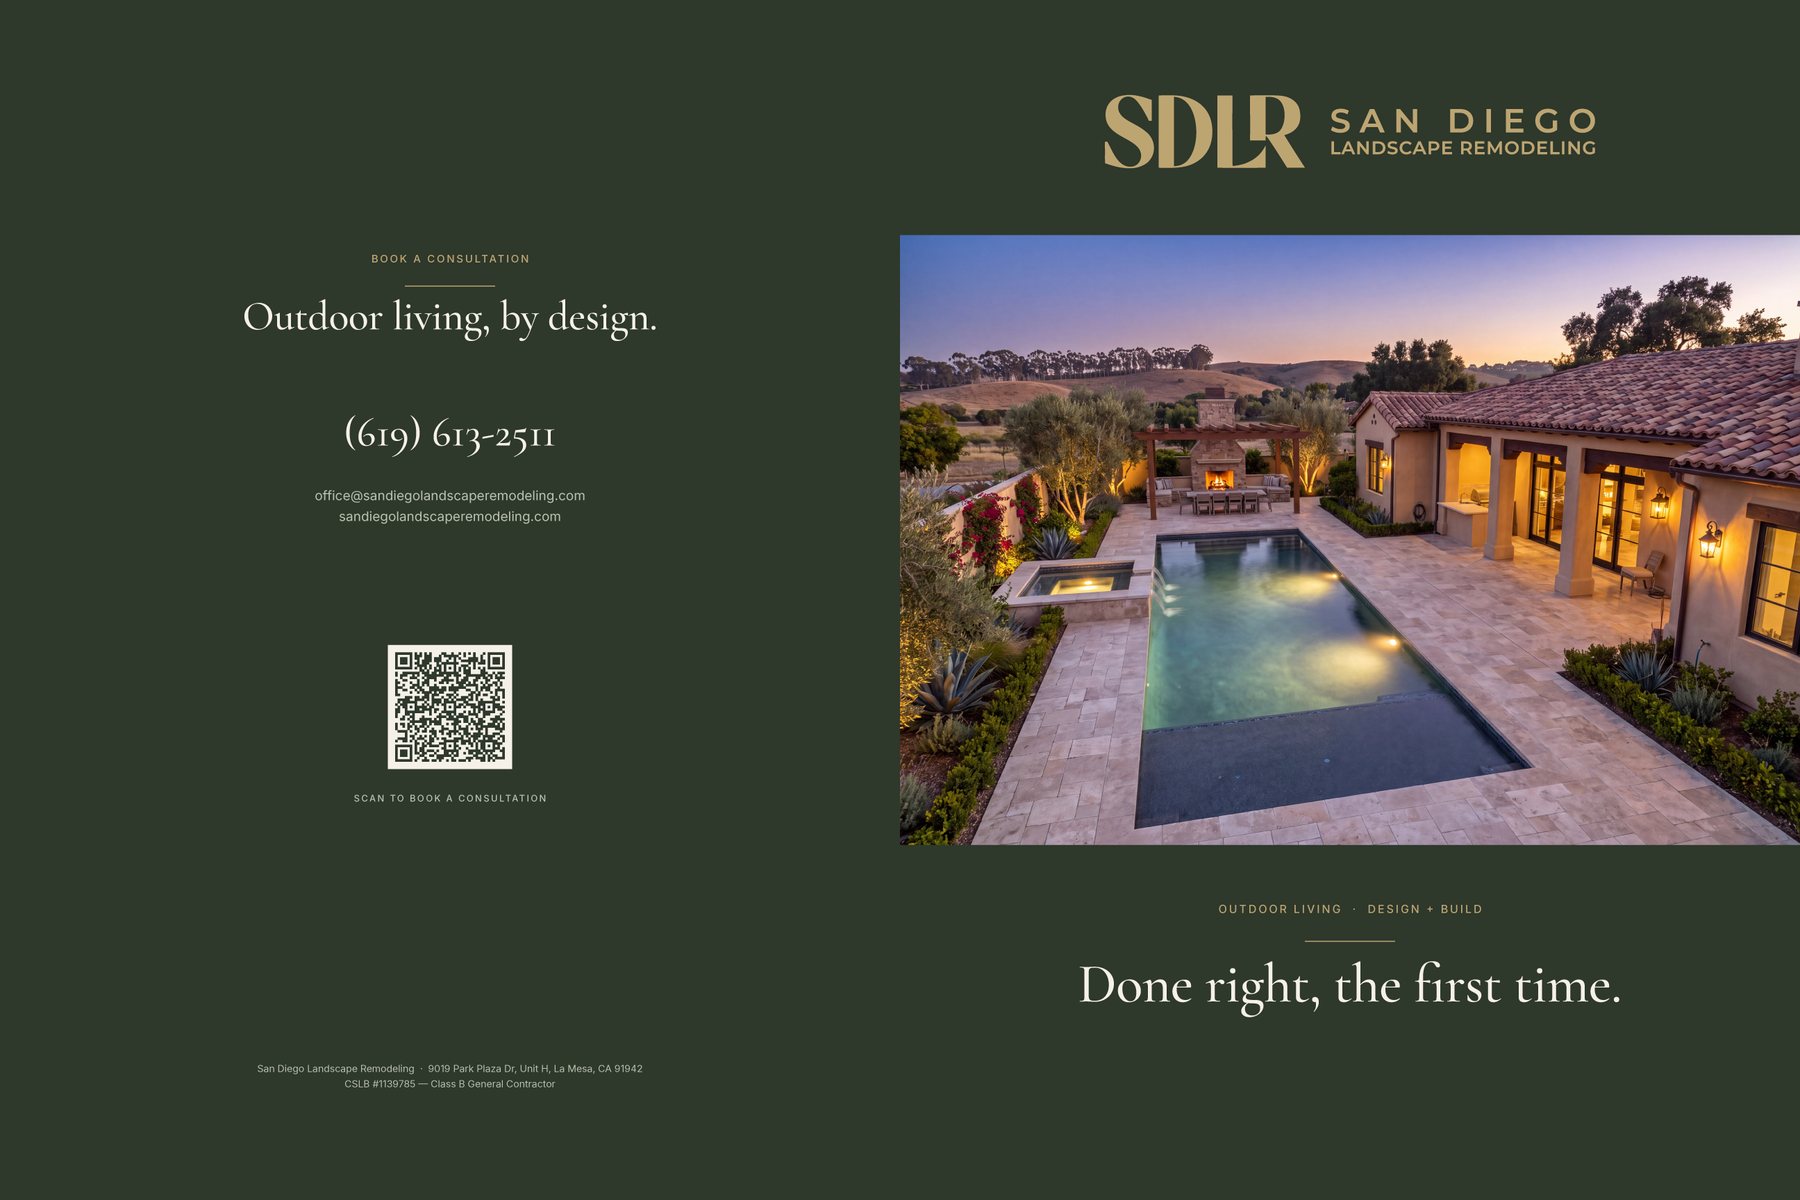 BOOK A CONSULTATION
Outdoor living, by design.
(619) 613-2511
office@sandiegolandscaperemodeling.com
sandiegolandscaperemodeling.com
SCAN TO BOOK A CONSULTATION
San Diego Landscape Remodeling · 9019 Park Plaza Dr, Unit H, La Mesa, CA 91942
CSLB #1139785 — Class B General Contractor
SDLR
SAN DIEGO
LANDSCAPE REMODELING
OUTDOOR LIVING · DESIGN + BUILD
Done right, the first time.